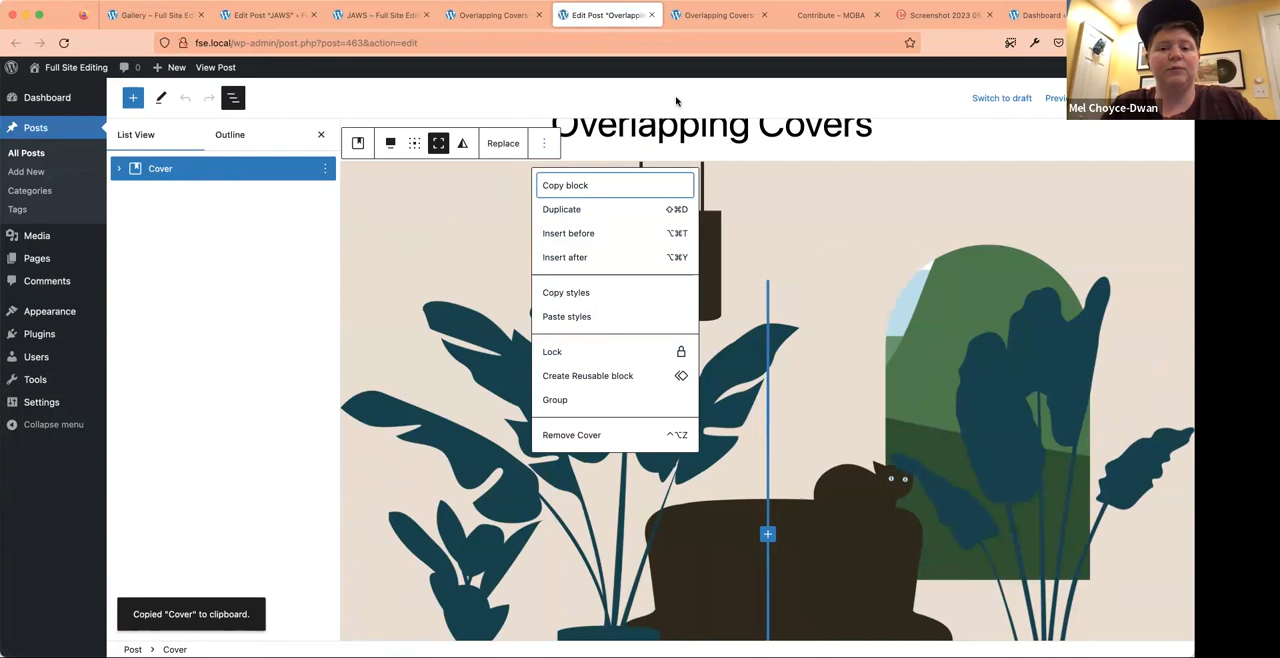 Gallery – Full Site Edi
Edit Post "JAWS" ‹ F
JAWS – Full Site Edi
Overlapping Covers
Edit Post "Overlappin
Overlapping Covers
Contribute – MOBA
Screenshot 2023 05
Dashboard
fse.local/wp-admin/post.php?post=463&action=edit
Full Site Editing
0
New
View Post
Dashboard
Posts
All Posts
Add New
Categories
Tags
Media
Pages
Comments
Appearance
Plugins
Users
Tools
Settings
Collapse menu
Switch to draft
Previ
List View
Outline
Cover
Replace
Overlapping Covers
Copy block
Duplicate ⇧⌘D
Insert before ⌥⌘T
Insert after ⌥⌘Y
Copy styles
Paste styles
Lock
Create Reusable block
Group
Remove Cover ^⌥Z
Copied "Cover" to clipboard.
Post > Cover
Mel Choyce-Dwan